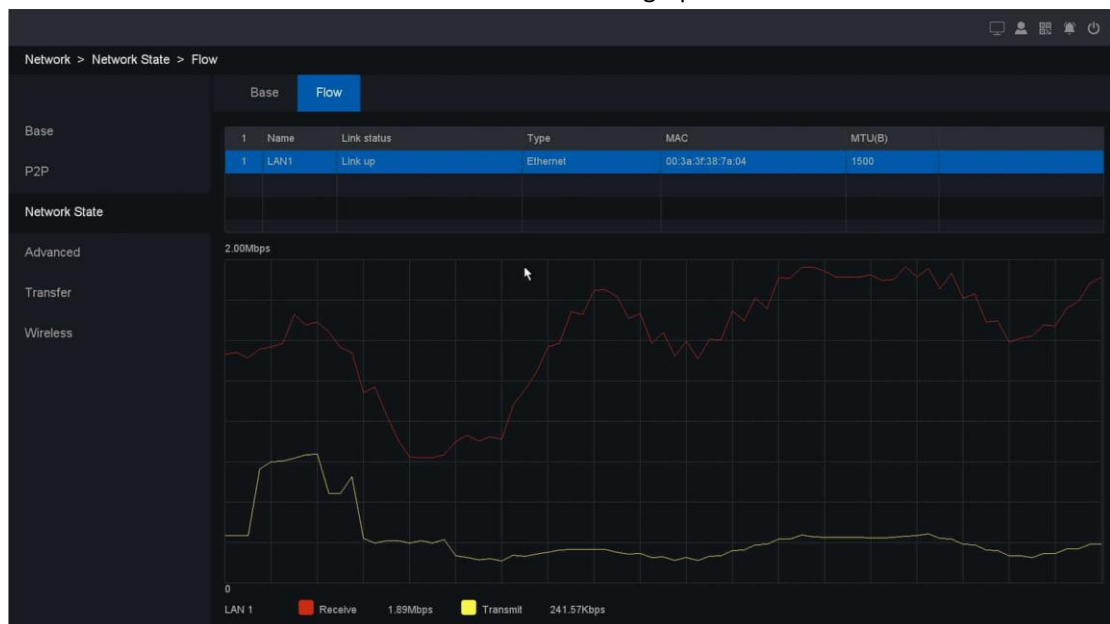 Network > Network State > Flow
Base Flow
Base
P2P
Network State
Advanced
Transfer
Wireless
1 Name Link status Type MAC MTU(B)
1 LAN1 Link up Ethernet 00:3a:3f:38:7a:04 1500
2.00Mbps
0
LAN 1 Receive 1.89Mbps Transmit 241.57Kbps